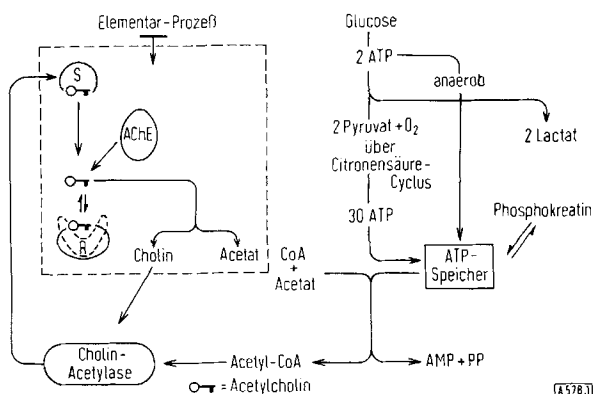 Elementar-Prozeß
S
AChE
R
Cholin
Acetat
Cholin-
Acetylase
Acetyl-CoA
= Acetylcholin
CoA
+
Acetat
Glucose
2 ATP
anaerob
2 Pyruvat + O₂
über
Citronensäure-
Cyclus
30 ATP
2 Lactat
Phosphokreatin
ATP-
Speicher
AMP + PP
A 578.1